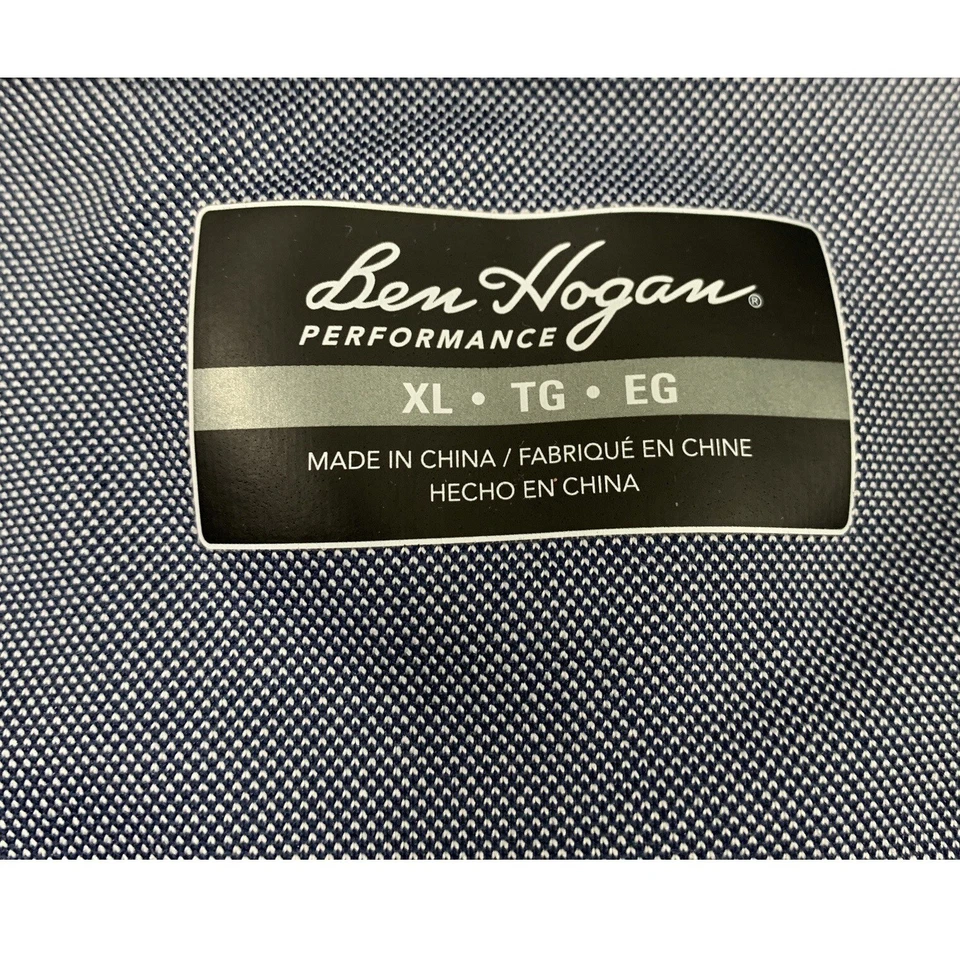 Ben Hogan®
PERFORMANCE
XL • TG • EG
MADE IN CHINA / FABRIQUÉ EN CHINE
HECHO EN CHINA